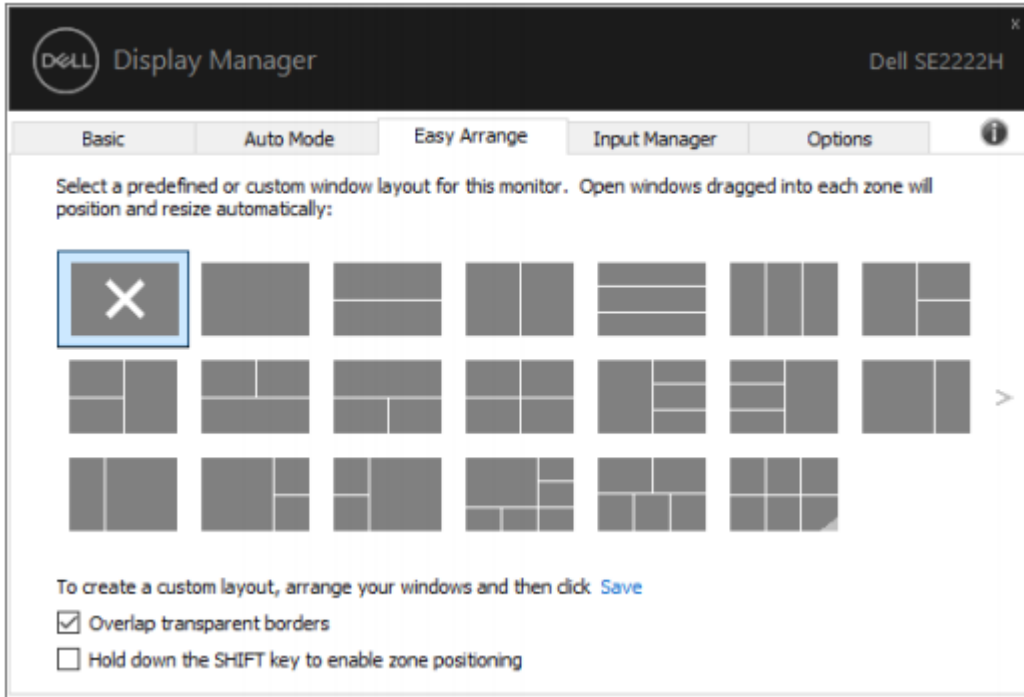 x
DELL
Display Manager
Dell SE2222H
Basic
Auto Mode
Easy Arrange
Input Manager
Options
i
Select a predefined or custom window layout for this monitor. Open windows dragged into each zone will
position and resize automatically:
>
To create a custom layout, arrange your windows and then click Save
Overlap transparent borders
Hold down the SHIFT key to enable zone positioning